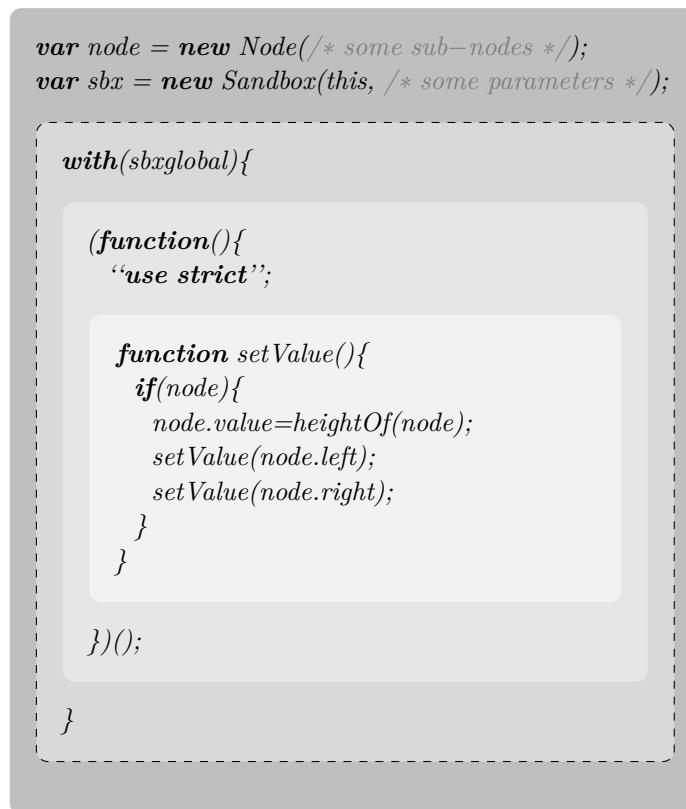 var node = new Node(/* some sub−nodes */);
var sbx = new Sandbox(this, /* some parameters */);
with(sbxglobal){
(function(){
‘‘use strict’’;
function setValue(){
if(node){
node.value=heightOf(node);
setValue(node.left);
setValue(node.right);
}
}
})();
}